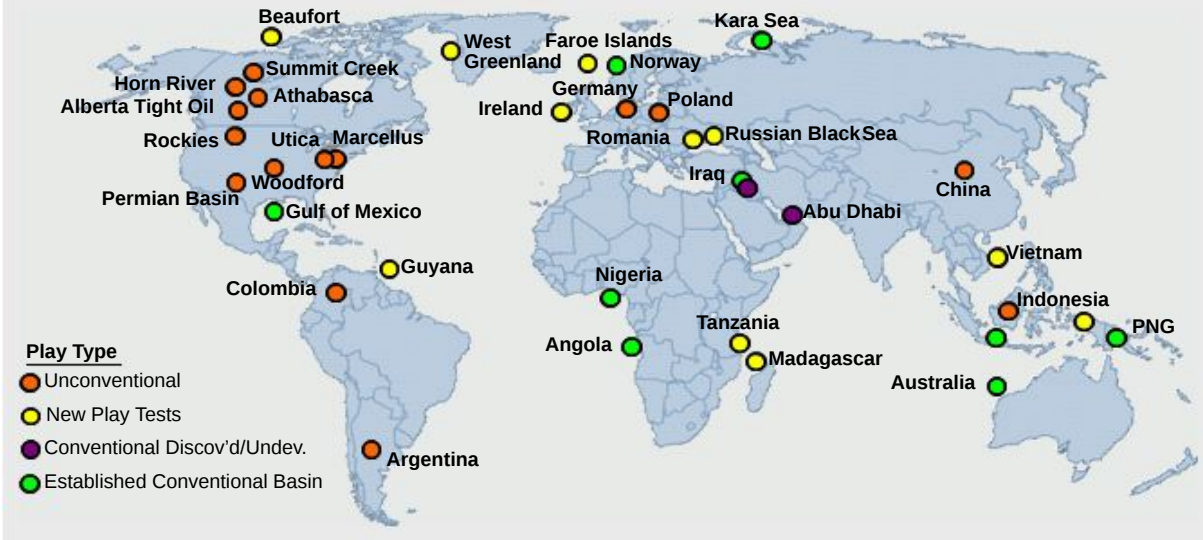 Beaufort
Kara Sea
West
Greenland
Faroe Islands
Norway
Summit Creek
Horn River
Athabasca
Alberta Tight Oil
Germany
Poland
Ireland
Rockies
Utica
Marcellus
Romania
Russian Black Sea
Iraq
China
Woodford
Permian Basin
Gulf of Mexico
Abu Dhabi
Vietnam
Guyana
Nigeria
Colombia
Indonesia
Tanzania
PNG
Angola
Madagascar
Australia
Play Type
Unconventional
New Play Tests
Conventional Discov’d/Undev.
Argentina
Established Conventional Basin